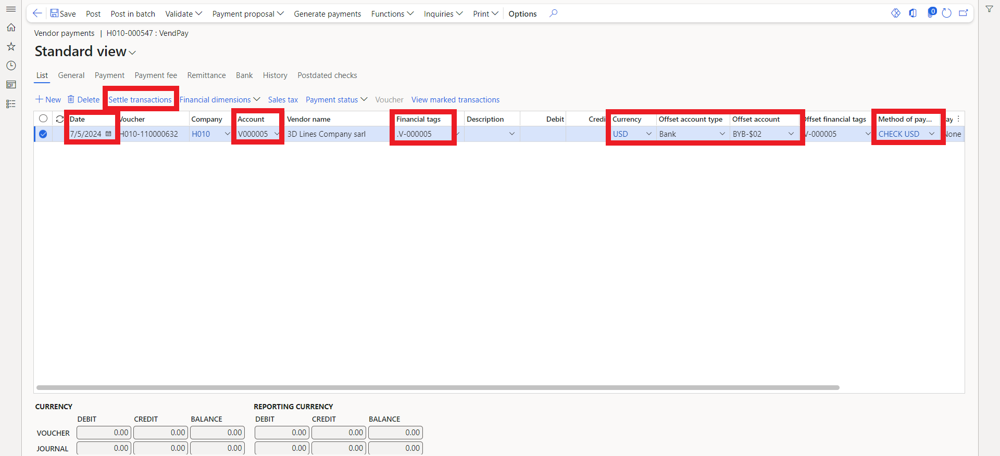 Save Post Post in batch Validate Payment proposal Generate payments Functions Inquiries Print Options 0
Vendor payments | H010-000547 : VendPay
Standard view
List General Payment Payment fee Remittance Bank History Postdated checks
New Delete Settle transactions Financial dimensions Sales tax Payment status Voucher View marked transactions
Date Voucher Company Account Vendor name Financial tags Description Debit Credi Currency Offset account type Offset account Offset financial tags Method of pay... ay
7/5/2024 H010-110000632 H010 V000005 3D Lines Company sarl .V-000005 USD Bank BYB-$02 V-000005 CHECK USD None
CURRENCY REPORTING CURRENCY
DEBIT CREDIT BALANCE DEBIT CREDIT BALANCE
VOUCHER 0.00 0.00 0.00 0.00 0.00 0.00
JOURNAL 0.00 0.00 0.00 0.00 0.00 0.00